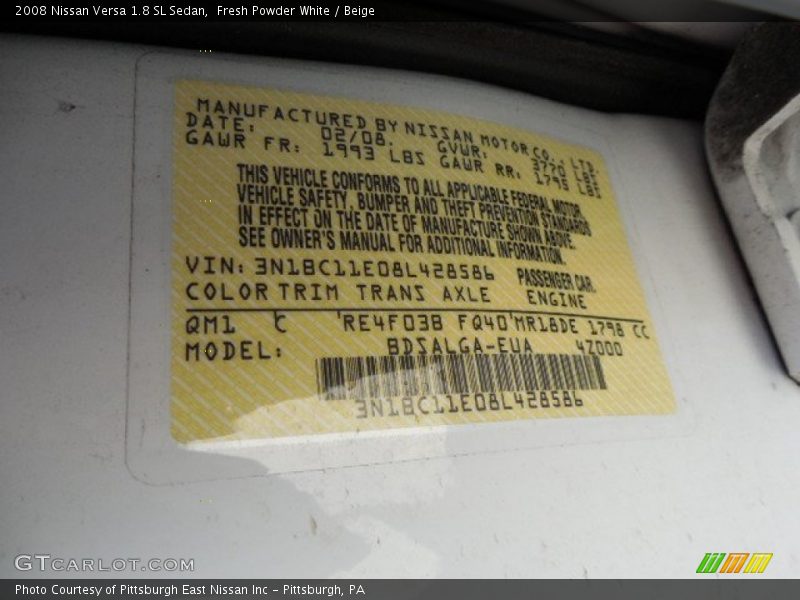 2008 Nissan Versa 1.8 SL Sedan,  Fresh Powder White / Beige
MANUFACTURED BY NISSAN MOTOR CO., LTD.
DATE: 02/08. GVWR: 3770 LBS
GAWR FR: 1993 LBS GAWR RR: 1795 LBS
THIS VEHICLE CONFORMS TO ALL APPLICABLE FEDERAL MOTOR
VEHICLE SAFETY, BUMPER AND THEFT PREVENTION STANDARDS
IN EFFECT ON THE DATE OF MANUFACTURE SHOWN ABOVE.
SEE OWNER'S MANUAL FOR ADDITIONAL INFORMATION.
VIN: 3N1BC11E08L428586 PASSENGER CAR.
COLOR TRIM TRANS AXLE ENGINE
QM1 C 'RE4F03B FQ40'MR18DE 1798 CC
MODEL: BDSALGA-EUA 4Z000
3N1BC11E08L428586
GTCARLOT.COM
Photo Courtesy of Pittsburgh East Nissan Inc - Pittsburgh, PA